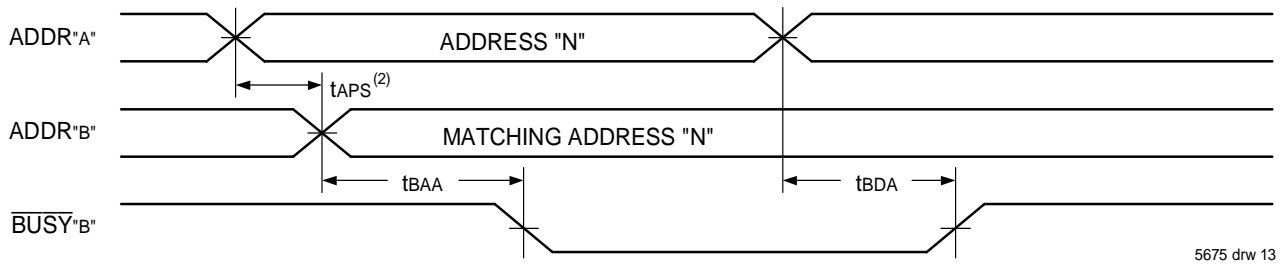 ADDR"A"
ADDRESS "N"
tAPS(2)
ADDR"B"
MATCHING ADDRESS "N"
tBAA
tBDA
BUSY"B"
5675 drw 13